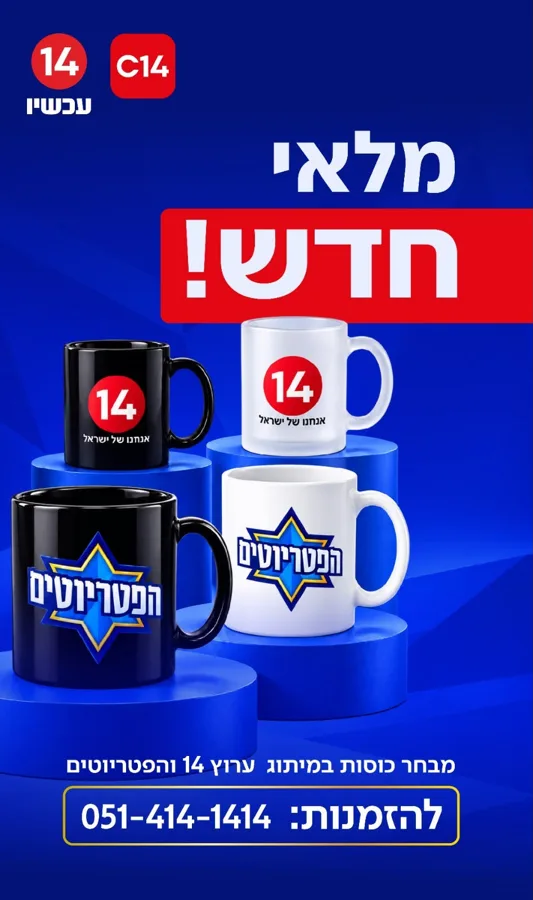 14
עכשיו
C14
מלאי
חדש!
14
אנחנו של ישראל
14
אנחנו של ישראל
הפטריוטים
הפטריוטים
מבחר כוסות במיתוג ערוץ 14 והפטריוטים
להזמנות: 051-414-1414